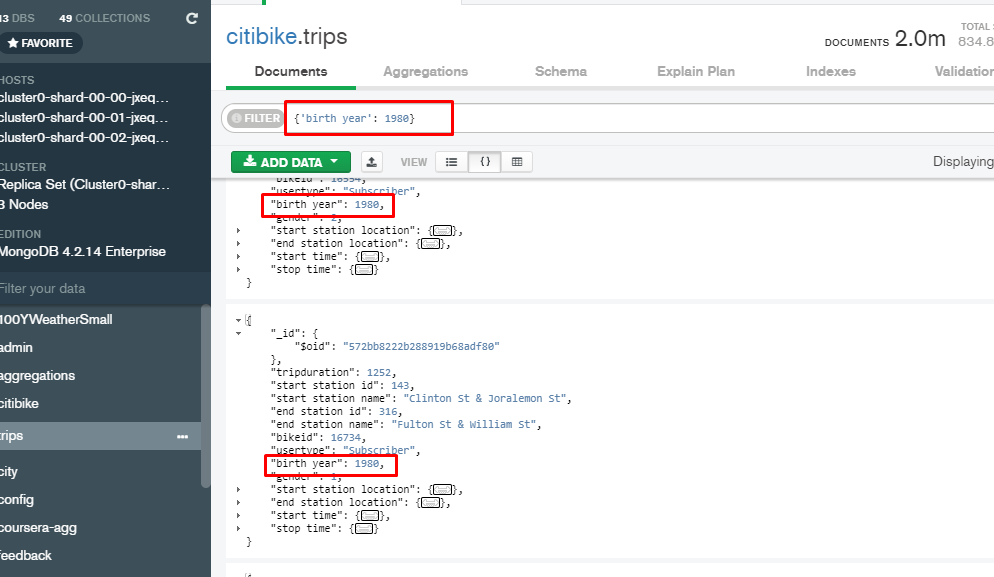 13 DBS 49 COLLECTIONS
FAVORITE
HOSTS
cluster0-shard-00-00-jxeq...
cluster0-shard-00-01-jxeq...
cluster0-shard-00-02-jxeq...
CLUSTER
Replica Set (Cluster0-shar...
3 Nodes
EDITION
MongoDB 4.2.14 Enterprise
Filter your data
100YWeatherSmall
admin
aggregations
citibike
trips
city
config
coursera-agg
feedback
citibike.trips
DOCUMENTS 2.0m
TOTAL
834.8
Documents Aggregations Schema Explain Plan Indexes Validation
FILTER {'birth year': 1980}
ADD DATA VIEW {} Displaying
"bikeid": 16554,
"usertype": "Subscriber",
"birth year": 1980,
"gender": 2,
"start station location": {},
"end station location": {},
"start time": {},
"stop time": {}
}
{
"_id": {
"$oid": "572bb8222b288919b68adf80"
},
"tripduration": 1252,
"start station id": 143,
"start station name": "Clinton St & Joralemon St",
"end station id": 316,
"end station name": "Fulton St & William St",
"bikeid": 16734,
"usertype": "Subscriber",
"birth year": 1980,
"gender": 1,
"start station location": {},
"end station location": {},
"start time": {},
"stop time": {}
}
{